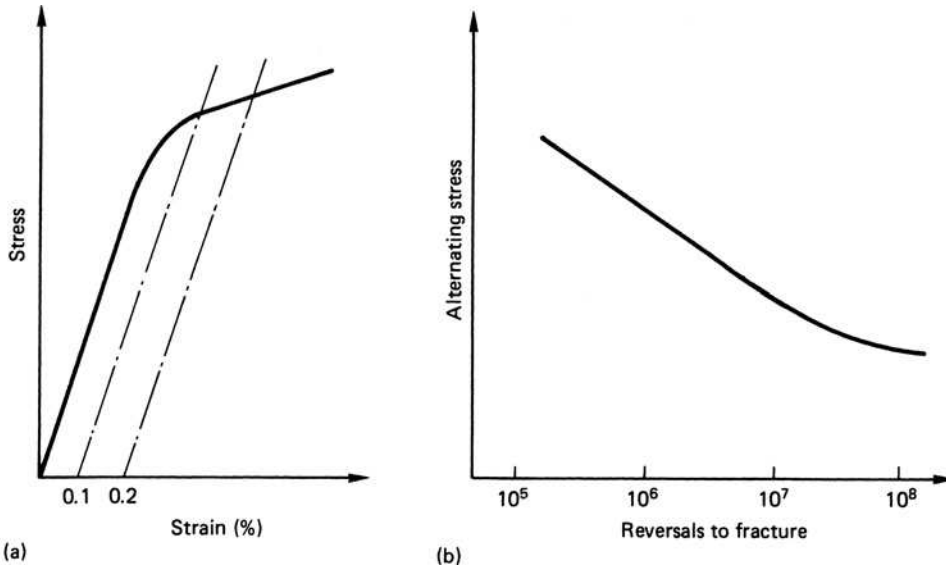 Stress
0.1 0.2
Strain (%)
(a)
Alternating stress
10⁵ 10⁶ 10⁷ 10⁸
Reversals to fracture
(b)